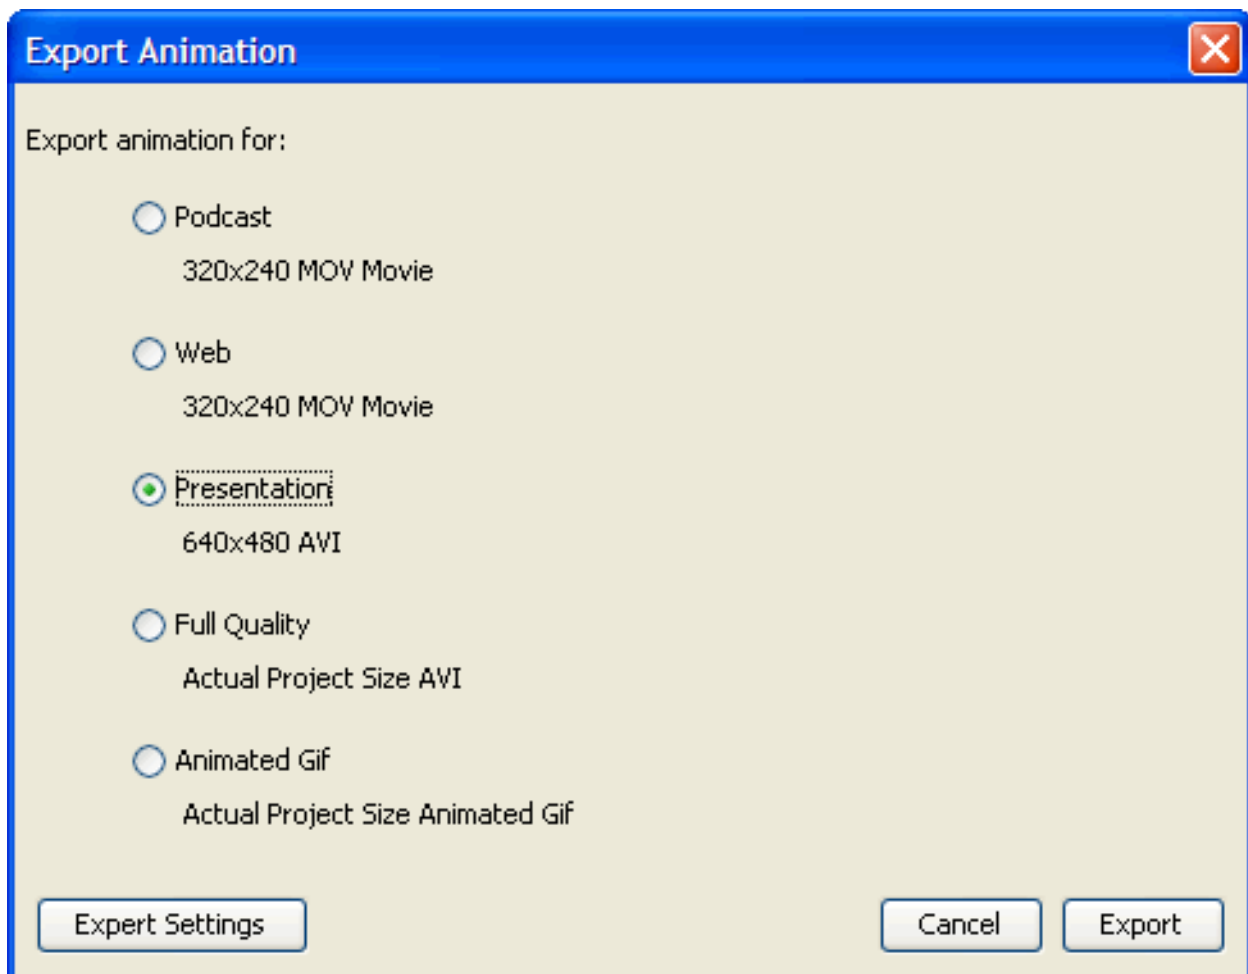 Export Animation
Export animation for:
Podcast
320x240 MOV Movie
Web
320x240 MOV Movie
Presentation
640x480 AVI
Full Quality
Actual Project Size AVI
Animated Gif
Actual Project Size Animated Gif
Expert Settings
Cancel
Export